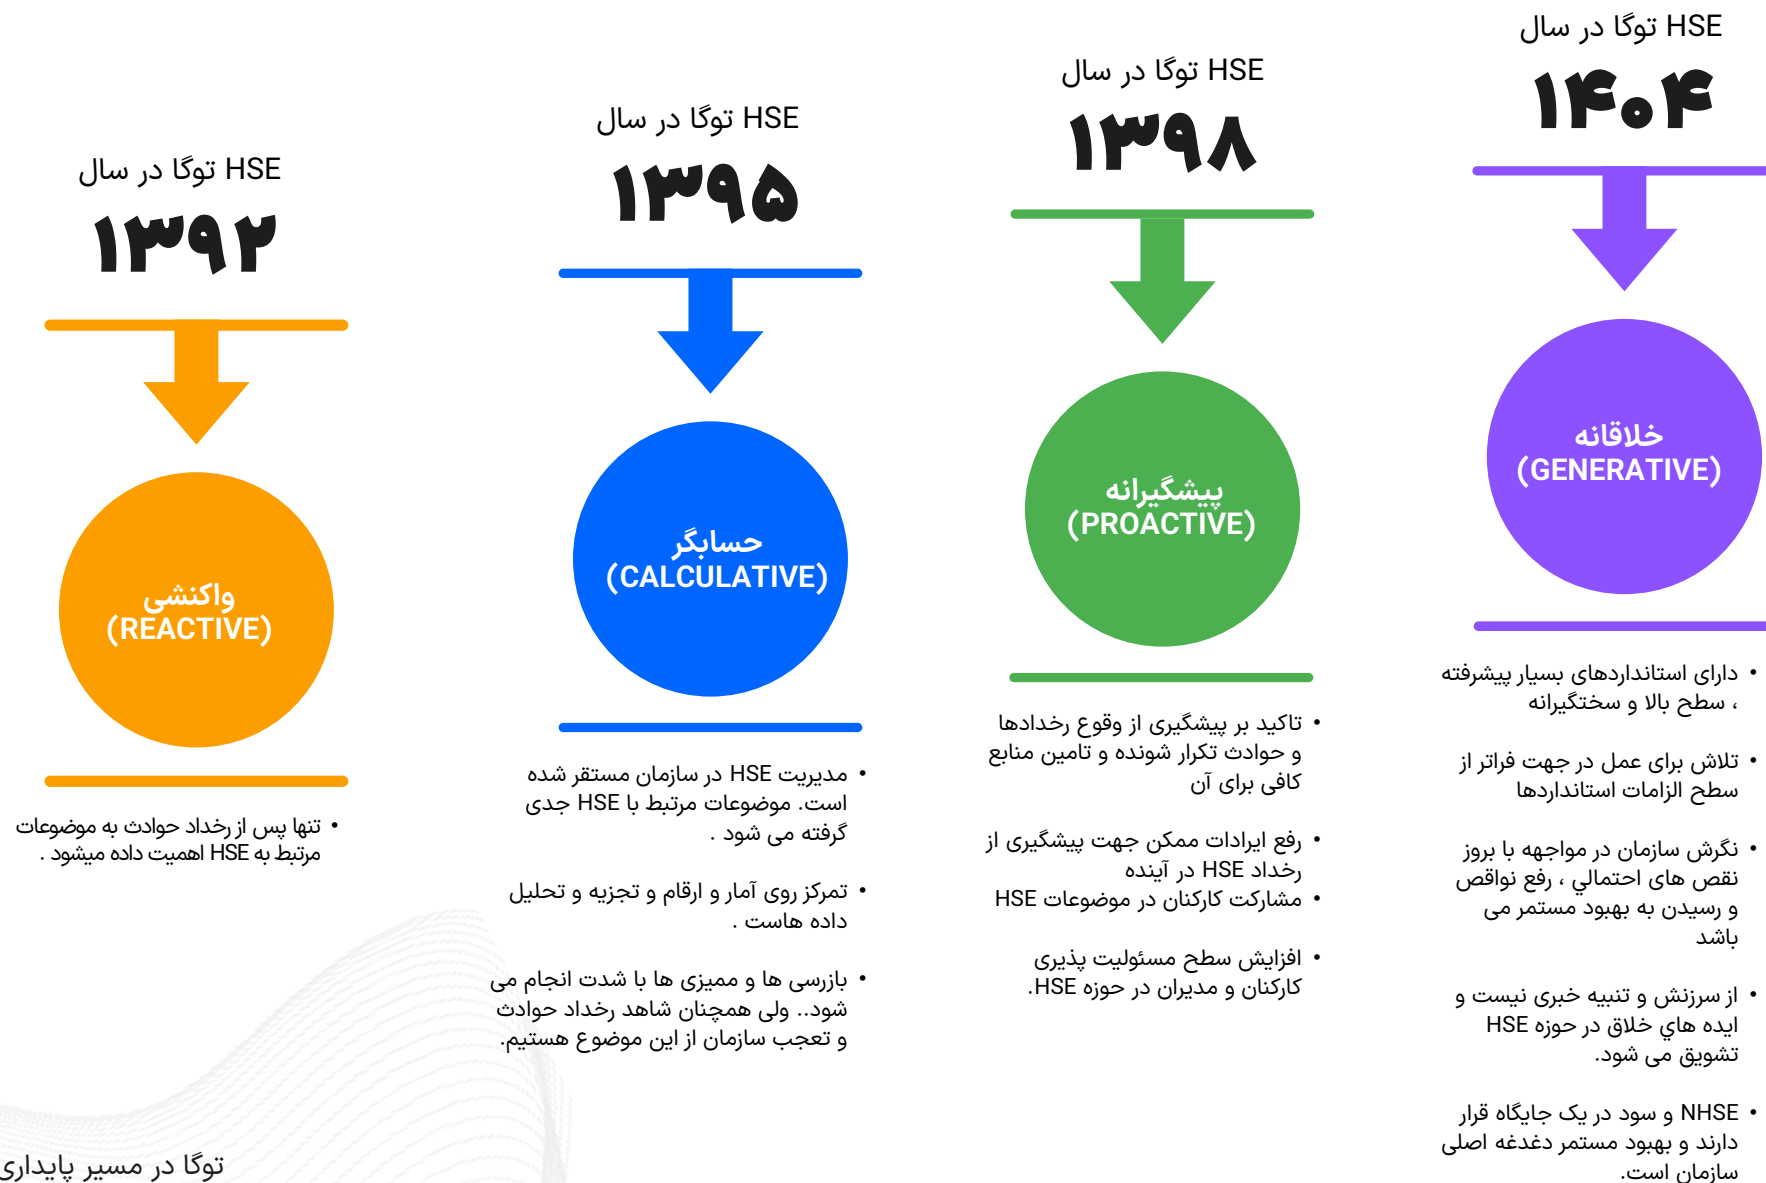 HSE توگا در سال
۱۳۹۲
واکنشی
(REACTIVE)
• تنها پس از رخداد حوادث به موضوعات
مرتبط به HSE اهمیت داده میشود .
HSE توگا در سال
۱۳۹۵
حسابگر
(CALCULATIVE)
• مدیریت HSE در سازمان مستقر شده
است. موضوعات مرتبط با HSE جدی
گرفته می شود .
• تمرکز روی آمار و ارقام و تجزیه و تحلیل
داده هاست .
• بازرسی ها و ممیزی ها با شدت انجام می
شود.. ولی همچنان شاهد رخداد حوادث
و تعجب سازمان از این موضوع هستیم.
HSE توگا در سال
۱۳۹۸
پیشگیرانه
(PROACTIVE)
• تاکید بر پیشگیری از وقوع رخدادها
و حوادث تکرار شونده و تامین منابع
کافی برای آن
• رفع ایرادات ممکن جهت پیشگیری از
رخداد HSE در آینده
• مشارکت کارکنان در موضوعات HSE
• افزایش سطح مسئولیت پذیری
کارکنان و مدیران در حوزه HSE.
HSE توگا در سال
۱۴۰۴
خلاقانه
(GENERATIVE)
• دارای استانداردهای بسیار پیشرفته
، سطح بالا و سختگیرانه
• تلاش برای عمل در جهت فراتر از
سطح الزامات استانداردها
• نگرش سازمان در مواجهه با بروز
نقص های احتمالي ، رفع نواقص
و رسیدن به بهبود مستمر می
باشد
• از سرزنش و تنبیه خبری نیست و
ایده هاي خلاق در حوزه HSE
تشویق می شود.
• NHSE و سود در یک جایگاه قرار
دارند و بهبود مستمر دغدغه اصلی
سازمان است.
توگا در مسیر پایداری